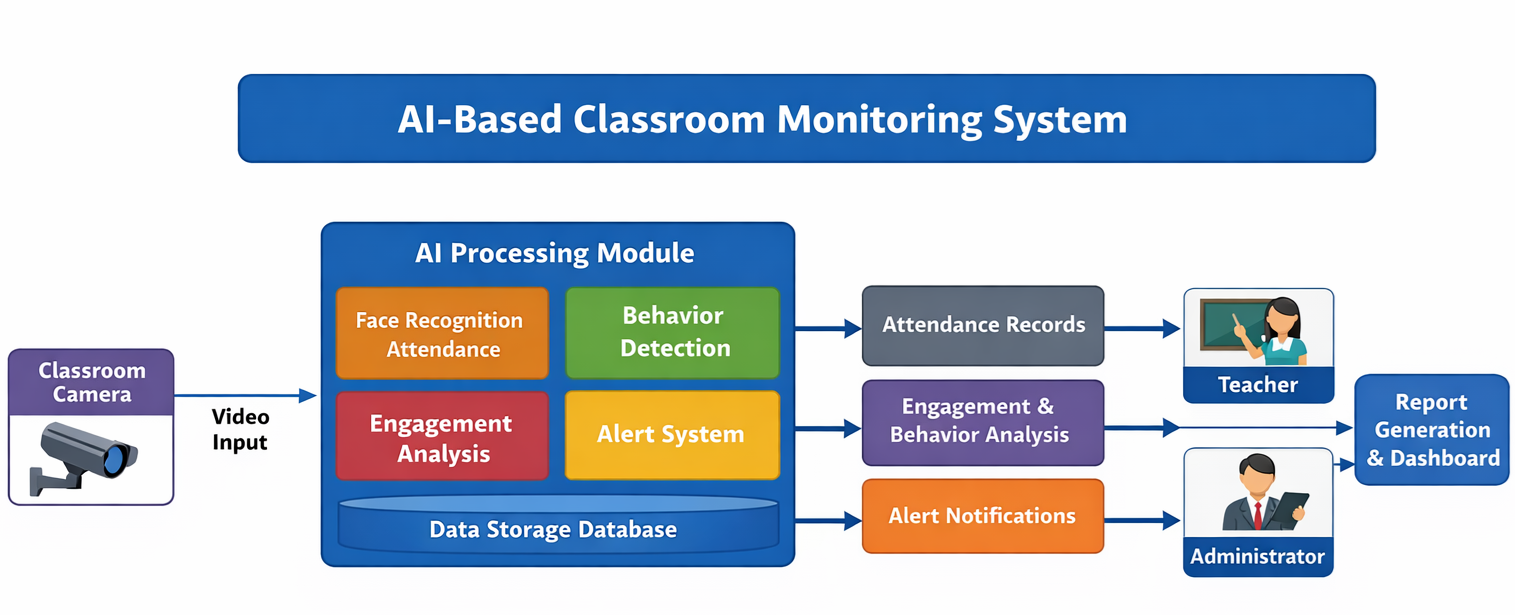 AI-Based Classroom Monitoring System
Classroom
Camera
Video
Input
AI Processing Module
Face Recognition
Attendance
Behavior
Detection
Engagement
Analysis
Alert System
Data Storage Database
Attendance Records
Engagement &
Behavior Analysis
Alert Notifications
Teacher
Administrator
Report
Generation
& Dashboard